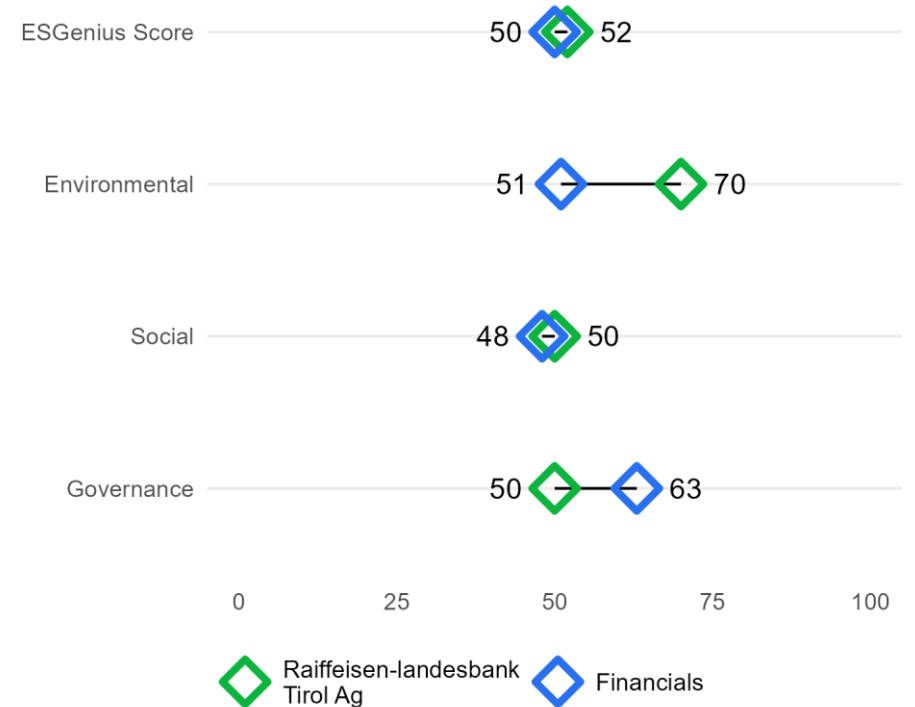 ESGenius Score 50 52
Environmental 51 70
Social 48 50
Governance 50 63
0 25 50 75 100
Raiffeisen-landesbank
Tirol Ag
Financials